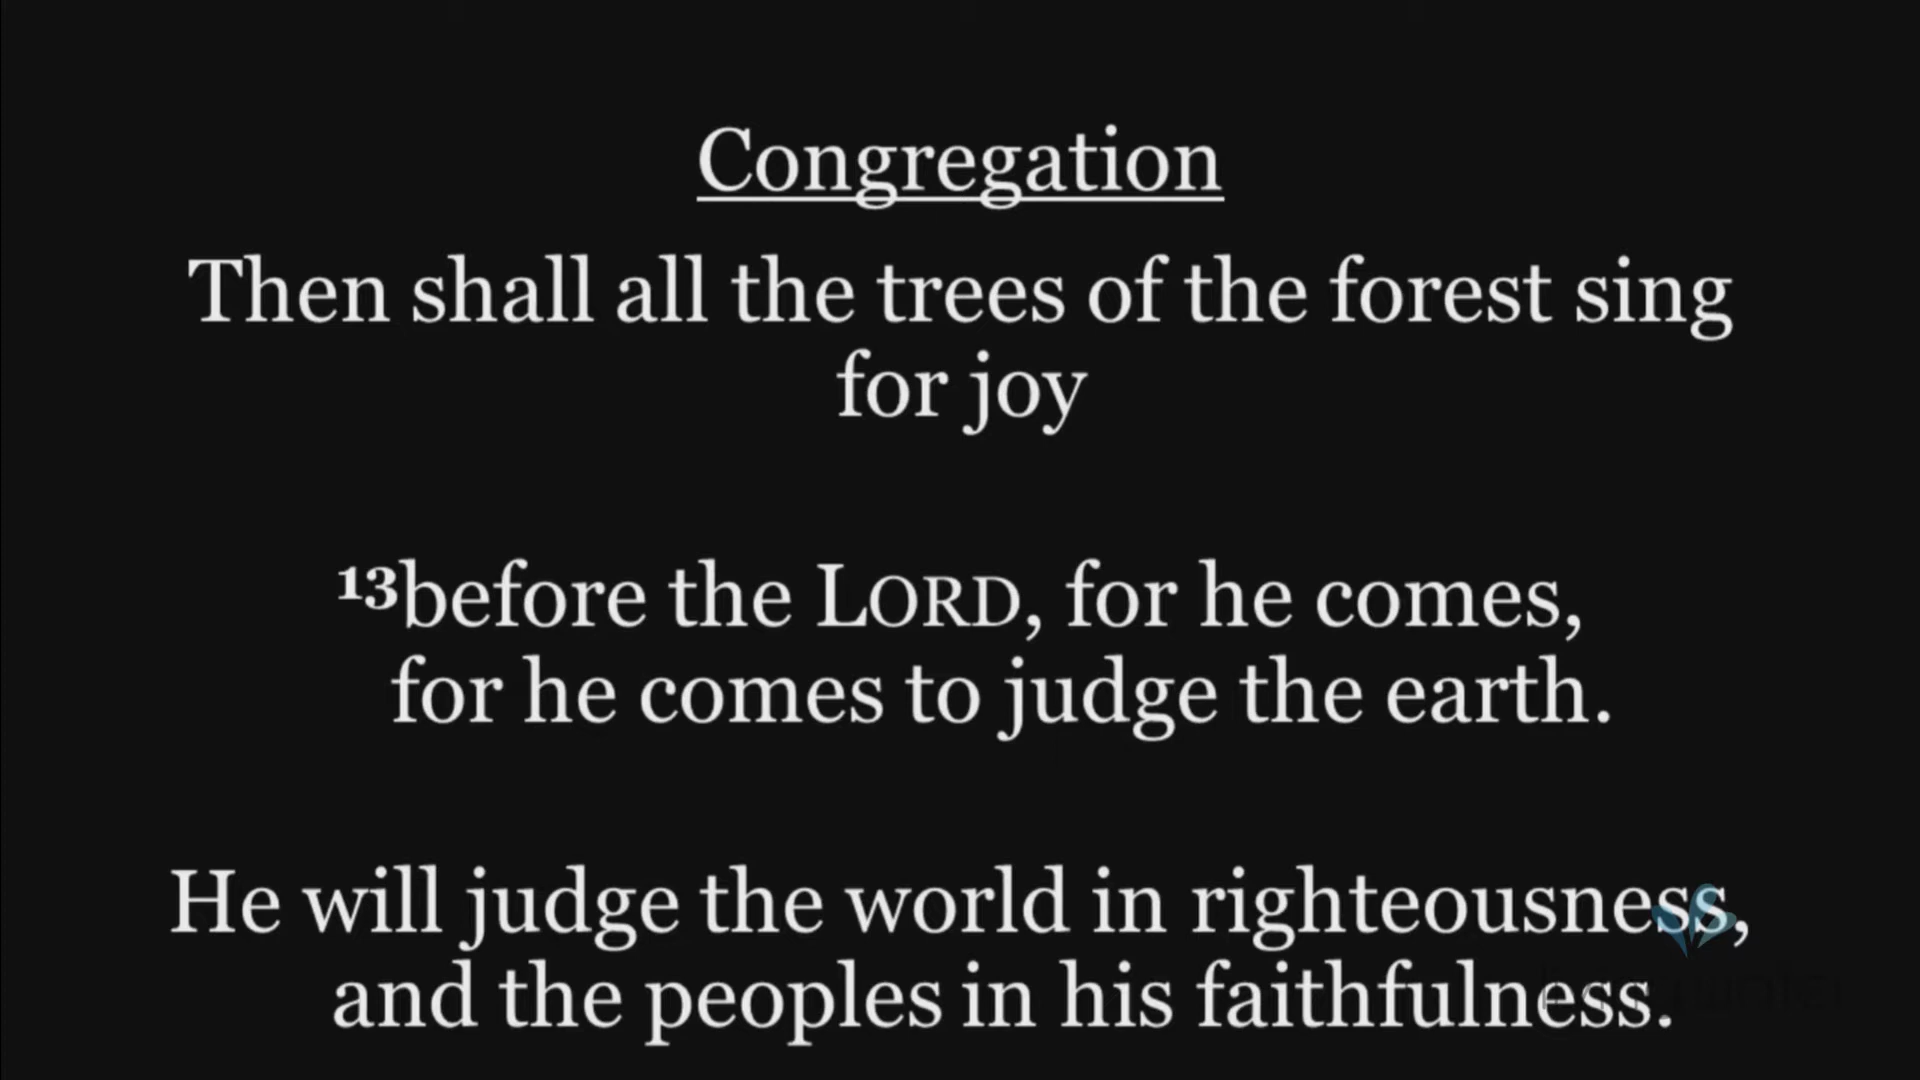 Congregation
Then shall all the trees of the forest sing
for joy
¹³before the LORD, for he comes,
for he comes to judge the earth.
He will judge the world in righteousness,
and the peoples in his faithfulness.